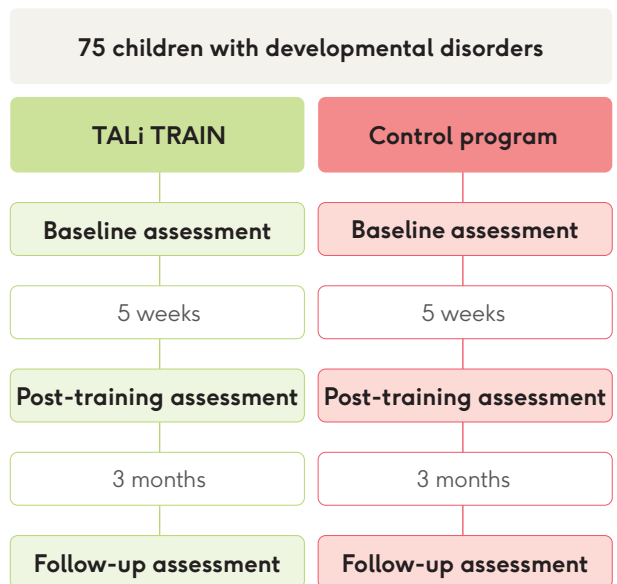 75 children with developmental disorders
TALi TRAIN
Control program
Baseline assessment
Baseline assessment
5 weeks
5 weeks
Post-training assessment
Post-training assessment
3 months
3 months
Follow-up assessment
Follow-up assessment